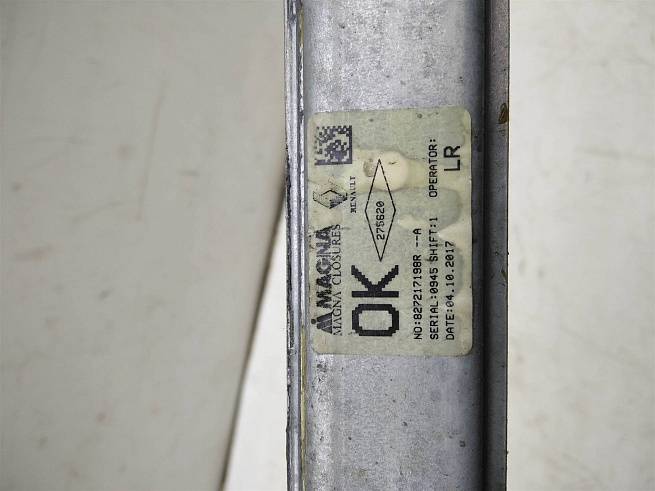 MAGNA
MAGNA CLOSURES
RENAULT
OK
275620
NO:827217198R --A
SERIAL:0945 SHIFT:1 OPERATOR:
DATE:04.10.2017
LR